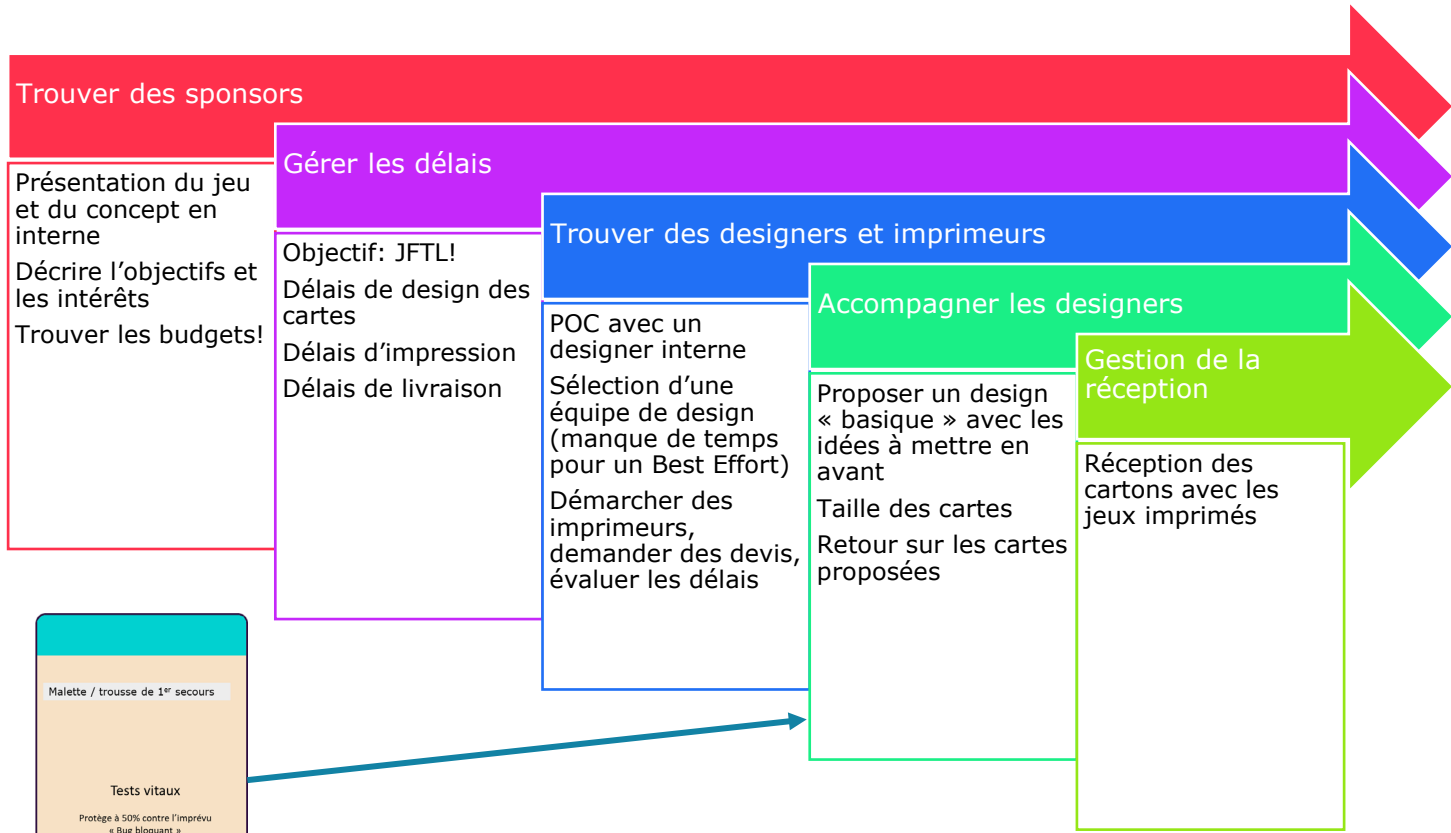 Trouver des sponsors
Présentation du jeu
et du concept en
interne
Décrire l’objectifs et
les intérêts
Trouver les budgets!
Gérer les délais
Objectif: JFTL!
Délais de design des
cartes
Délais d’impression
Délais de livraison
Trouver des designers et imprimeurs
POC avec un
designer interne
Sélection d’une
équipe de design
(manque de temps
pour un Best Effort)
Démarcher des
imprimeurs,
demander des devis,
évaluer les délais
Accompagner les designers
Proposer un design
« basique » avec les
idées à mettre en
avant
Taille des cartes
Retour sur les cartes
proposées
Gestion de la
réception
Réception des
cartons avec les
jeux imprimés
Malette / trousse de 1er secours
Tests vitaux
Protège à 50% contre l’imprévu
« Bug bloquant »